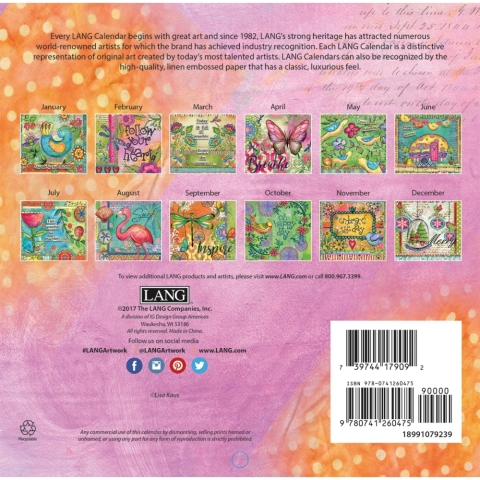 Every LANG Calendar begins with great art and since 1982, LANG's strong heritage has attracted numerous
world-renowned artists for which the brand has achieved industry recognition. Each LANG Calendar is a distinctive
representation of original art created by today's most talented artists. LANG Calendars can also be recognized by the
high-quality, linen embossed paper that has a classic, luxurious feel.
January February March April May June
follow your heart
Breathe
July August September October November December
Inspire
Merry
To view additional LANG products and artists, please visit www.LANG.com or call 800.967.3399.
LANG
©2017 The LANG Companies, Inc.
A division of IG Design Group Americas
Waukesha, WI 53186
All rights reserved. Made in China.
Follow us on social media
#LANGArtwork @LANGArtwork www.LANG.com
©Lisa Kaus
Recyclable
Any commercial use of this calendar by dismantling, selling prints framed or
unframed, or using any part for any form of reproduction is strictly prohibited.
7 39744 17909 2
ISBN 978-0741260475
90000
9 780741 260475
18991079239